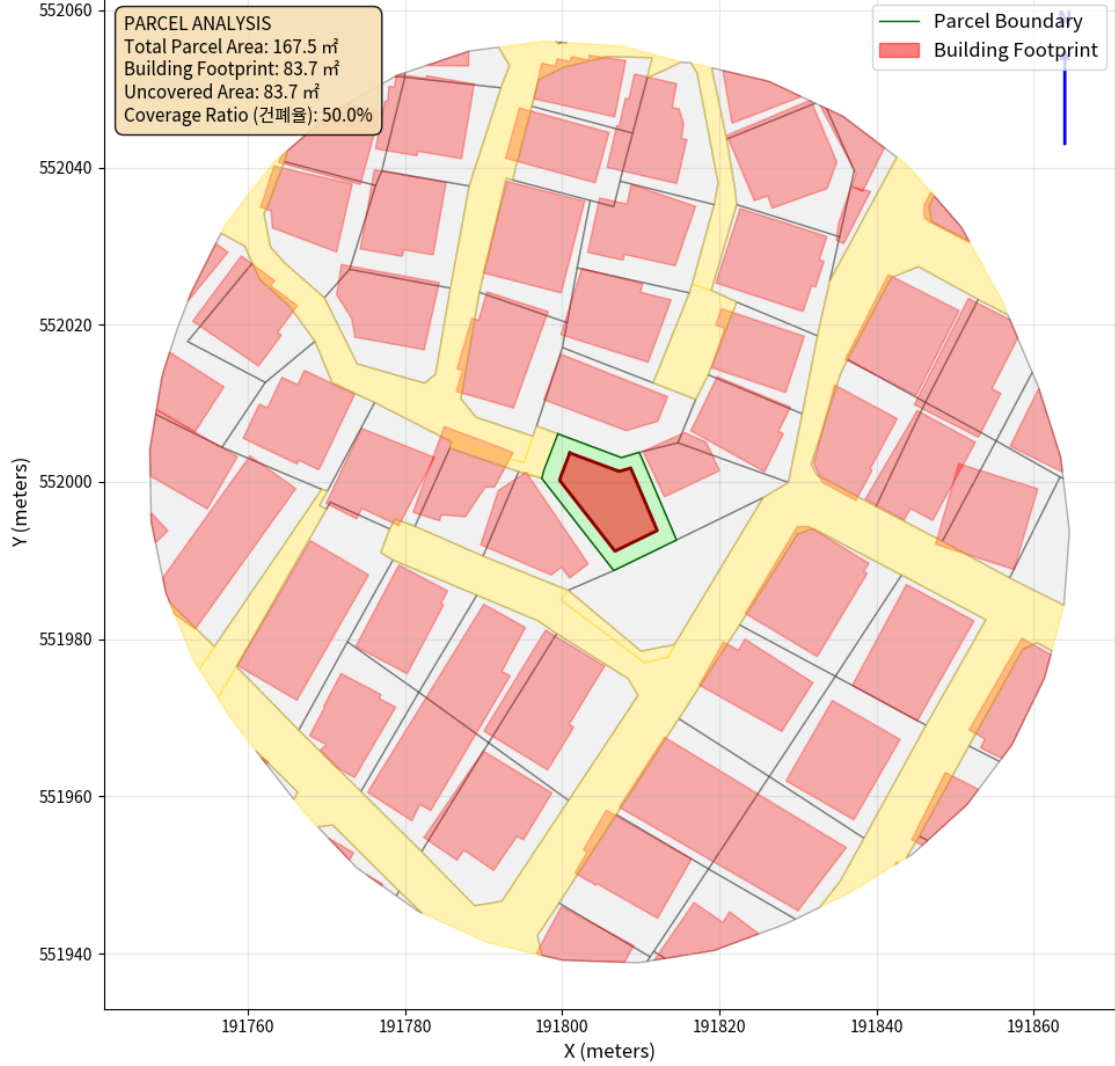 PARCEL ANALYSIS
Total Parcel Area: 167.5 ㎡
Building Footprint: 83.7 ㎡
Uncovered Area: 83.7 ㎡
Coverage Ratio (건폐율): 50.0%
N
Parcel Boundary
Building Footprint
552060
552040
552020
552000
551980
551960
551940
Y (meters)
191760
191780
191800
191820
191840
191860
X (meters)